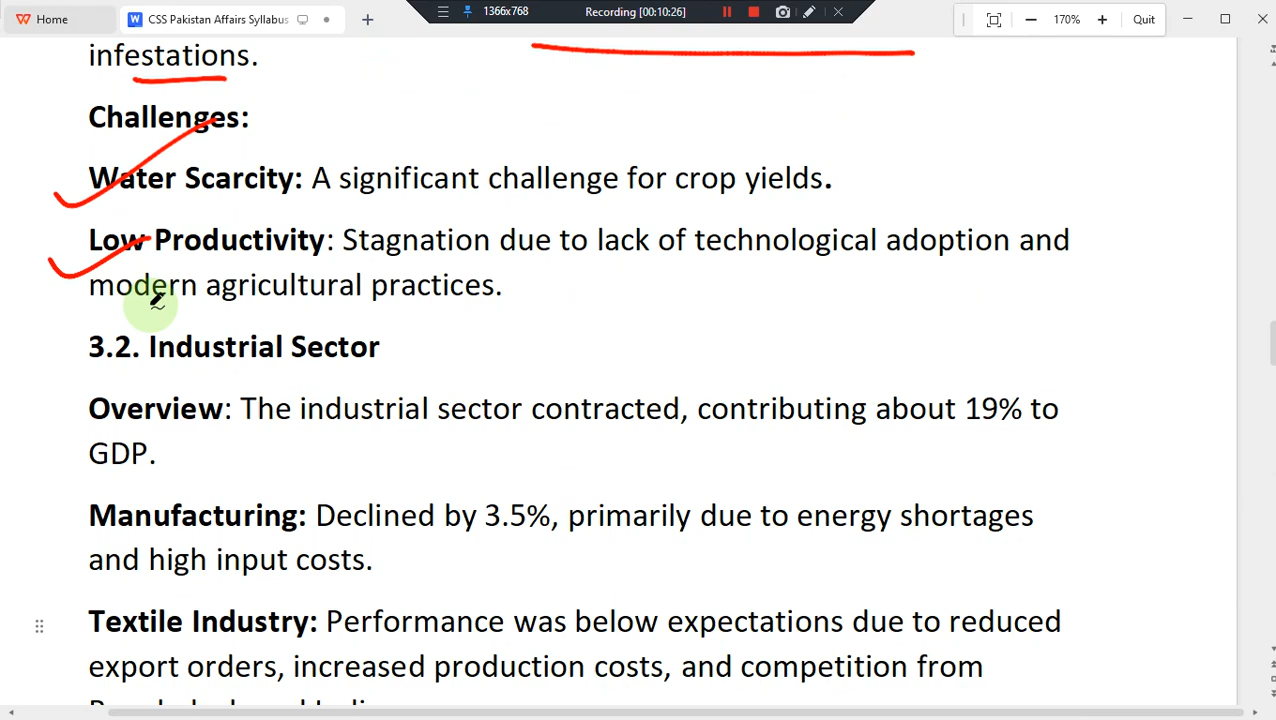 Home
CSS Pakistan Affairs Syllabus
1366x768
Recording [00:10:26]
170%
Quit
infestations.
Challenges:
Water Scarcity: A significant challenge for crop yields.
Low Productivity: Stagnation due to lack of technological adoption and
modern agricultural practices.
3.2. Industrial Sector
Overview: The industrial sector contracted, contributing about 19% to
GDP.
Manufacturing: Declined by 3.5%, primarily due to energy shortages
and high input costs.
Textile Industry: Performance was below expectations due to reduced
export orders, increased production costs, and competition from